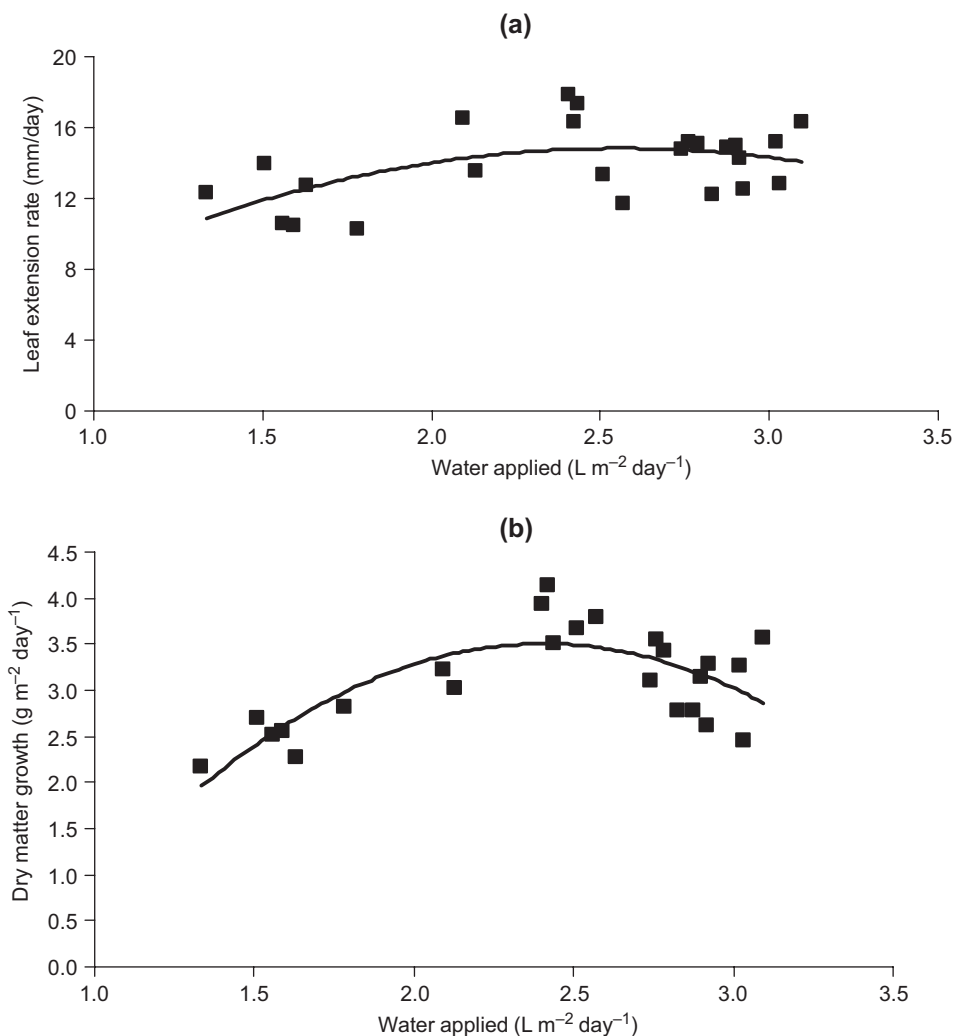 (a)
20
16
12
8
4
0
Leaf extension rate (mm/day)
1.0 1.5 2.0 2.5 3.0 3.5
Water applied (L m–2 day–1)
(b)
4.5
4.0
3.5
3.0
2.5
2.0
1.5
1.0
0.5
0.0
Dry matter growth (g m–2 day–1)
1.0 1.5 2.0 2.5 3.0 3.5
Water applied (L m–2 day–1)